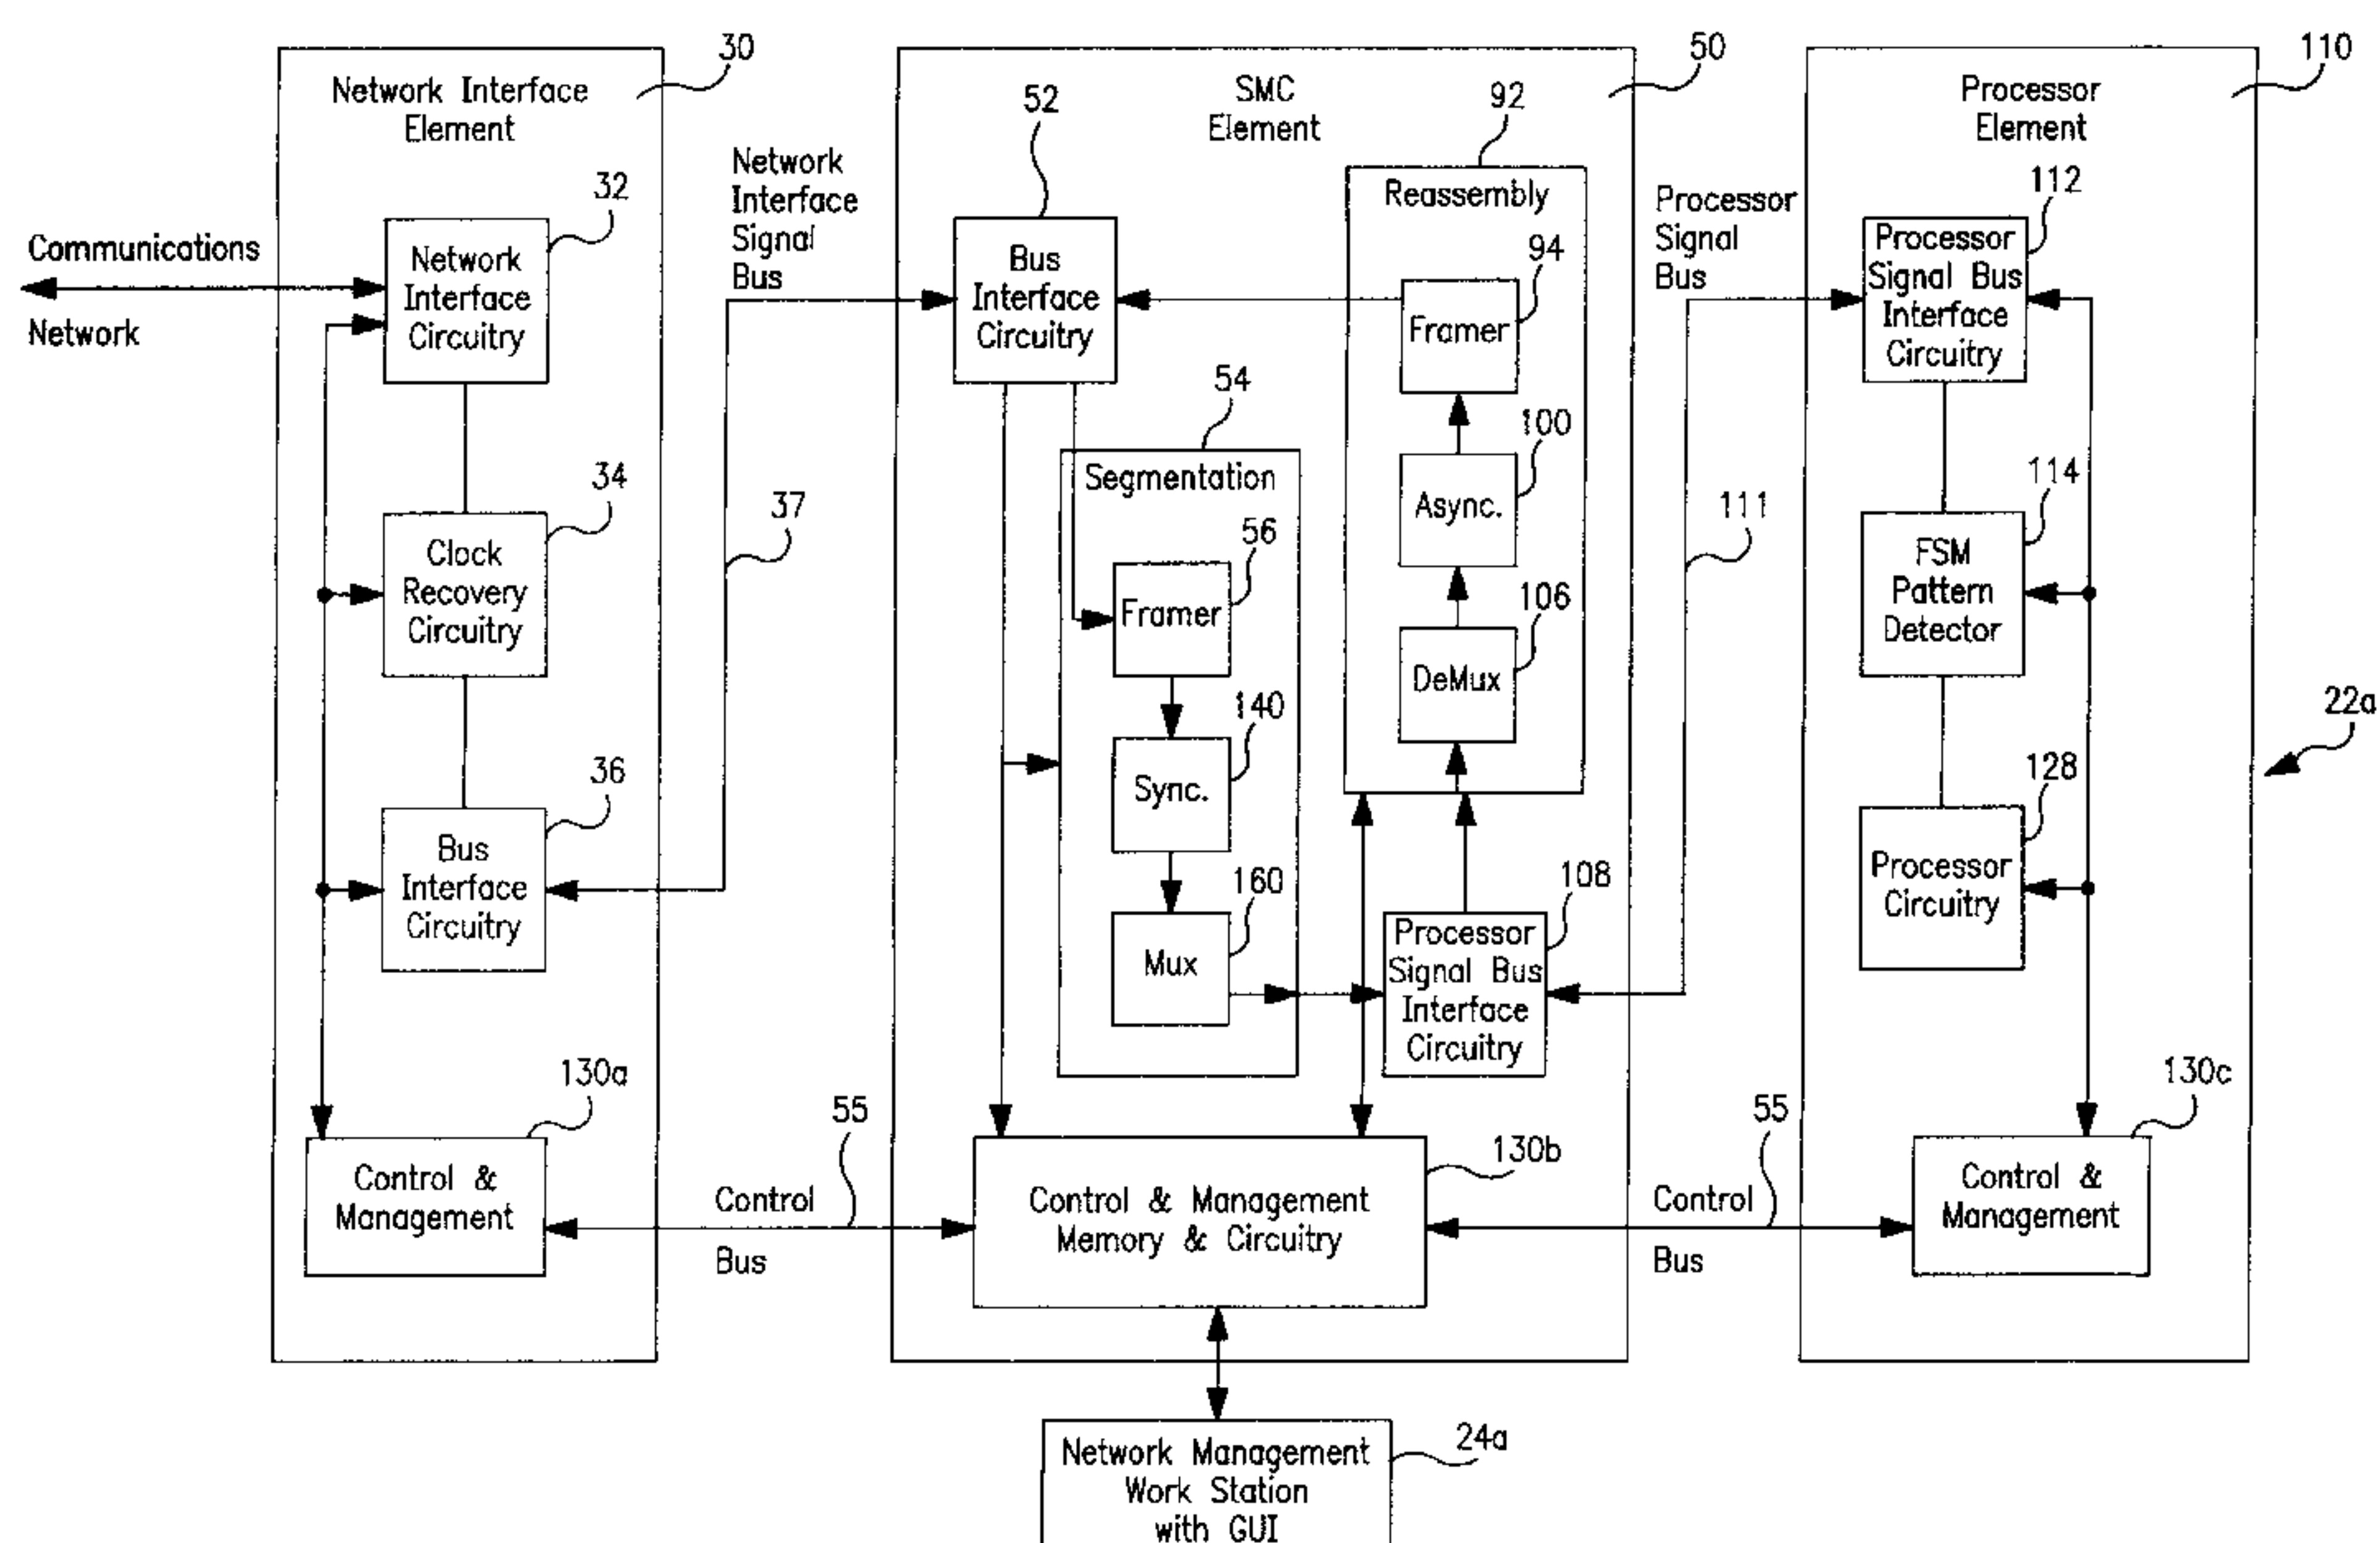 30
Network Interface
Element
32
Communications
Network
Network
Interface
Circuitry
34
Clock
Recovery
Circuitry
36
Bus
Interface
Circuitry
130a
Control &
Management
Network
Interface
Signal
Bus
37
55
Control
Bus
50
SMC
Element
52
Bus
Interface
Circuitry
54
Segmentation
56
Framer
140
Sync.
160
Mux
92
Reassembly
94
Framer
100
Async.
106
DeMux
108
Processor
Signal Bus
Interface
Circuitry
130b
Control & Management
Memory & Circuitry
24a
Network Management
Work Station
with GUI
Processor
Signal
Bus
111
55
Control
Bus
110
Processor
Element
112
Processor
Signal Bus
Interface
Circuitry
114
FSM
Pattern
Detector
22a
128
Processor
Circuitry
130c
Control &
Management